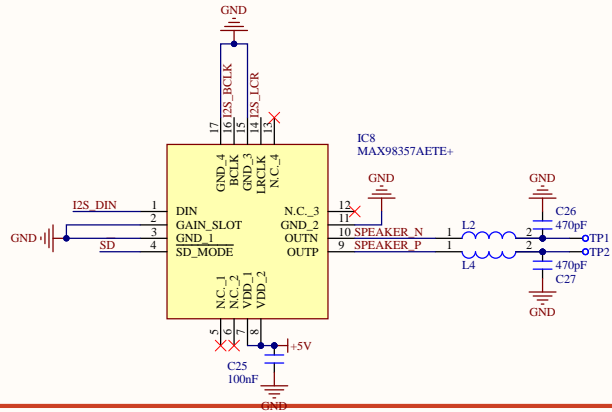 GND
I2S_BCLK
I2S_LCR
17
16
15
14
13
GND_4
BCLK
GND_3
LRCLK
N.C._4
IC8
MAX98357AETE+
I2S_DIN
1
DIN
2
GAIN_SLOT
GND
3
GND_1
SD
4
SD_MODE
N.C._3
12
GND_2
11
GND
OUTN
10
SPEAKER_N
OUTP
9
SPEAKER_P
1
L2
2
1
L4
2
GND
C26
470pF
1
TP1
TP2
470pF
C27
GND
N.C._1
N.C._2
VDD_1
VDD_2
5
6
7
8
+5V
C25
100nF
GND